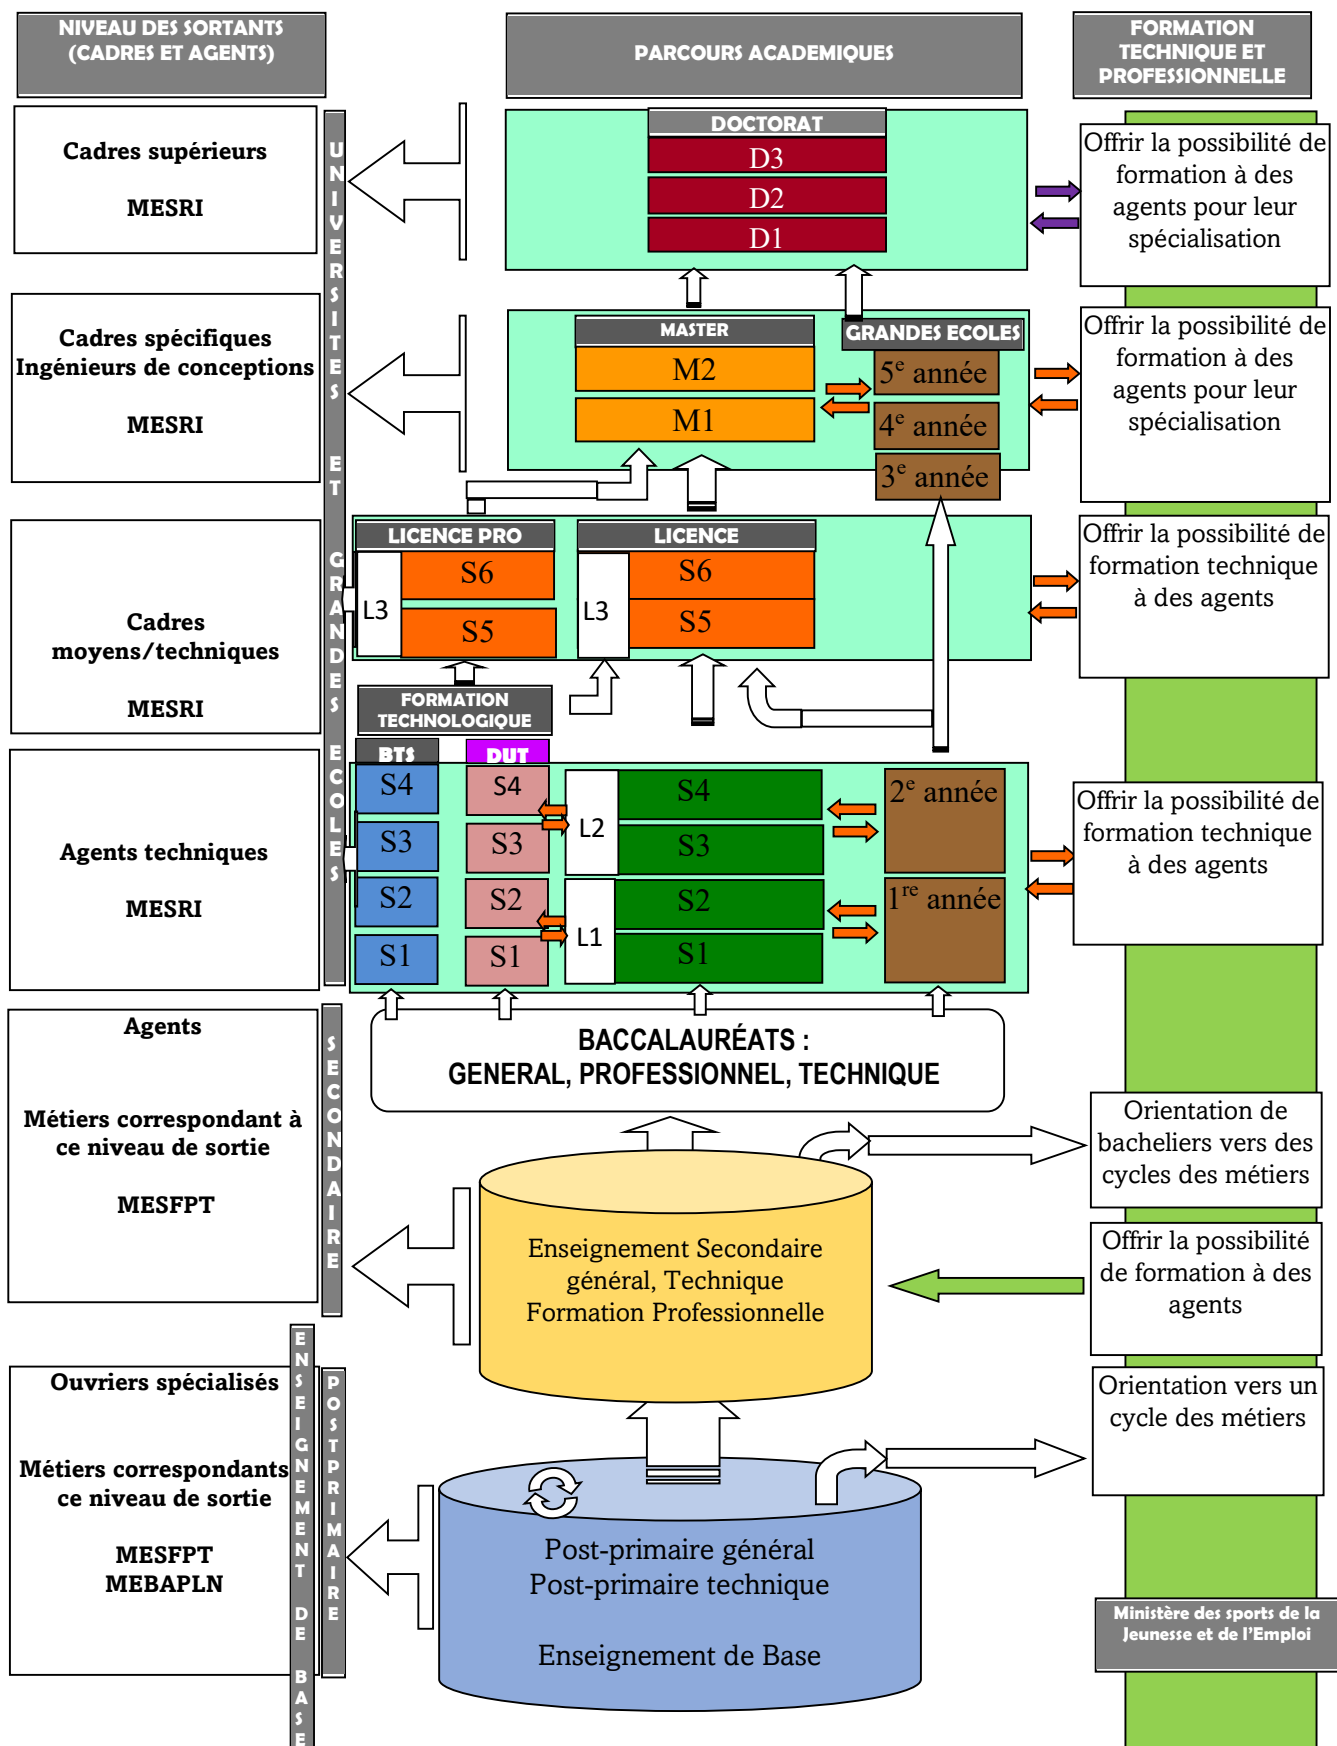 NIVEAU DES SORTANTS
(CADRES ET AGENTS)
PARCOURS ACADEMIQUES
FORMATION
TECHNIQUE ET
PROFESSIONNELLE
Cadres supérieurs
MESRI
UNIVERSITES ET GRANDES ECOLES
DOCTORAT
D3
D2
D1
Offrir la possibilité de
formation à des
agents pour leur
spécialisation
Cadres spécifiques
Ingénieurs de conceptions
MESRI
MASTER
M2
M1
GRANDES ECOLES
5e année
4e année
3e année
Offrir la possibilité de
formation à des
agents pour leur
spécialisation
Cadres
moyens/techniques
MESRI
LICENCE PRO
L3
S6
S5
LICENCE
L3
S6
S5
Offrir la possibilité de
formation technique
à des agents
FORMATION
TECHNOLOGIQUE
Agents techniques
MESRI
BTS
S4
S3
S2
S1
DUT
S4
S3
S2
S1
L2
L1
S4
S3
S2
S1
2e année
1re année
Offrir la possibilité de
formation technique
à des agents
Agents
Métiers correspondant à
ce niveau de sortie
MESFPT
SECONDAIRE
BACCALAURÉATS :
GENERAL, PROFESSIONNEL, TECHNIQUE
Orientation de
bacheliers vers des
cycles des métiers
Enseignement Secondaire
général, Technique
Formation Professionnelle
Offrir la possibilité
de formation à des
agents
Ouvriers spécialisés
Métiers correspondants
ce niveau de sortie
MESFPT
MEBAPLN
ENSEIGNEMENT DE BASE
POSTPRIMAIRE
Orientation vers un
cycle des métiers
Post-primaire général
Post-primaire technique
Enseignement de Base
Ministère des sports de la
Jeunesse et de l'Emploi